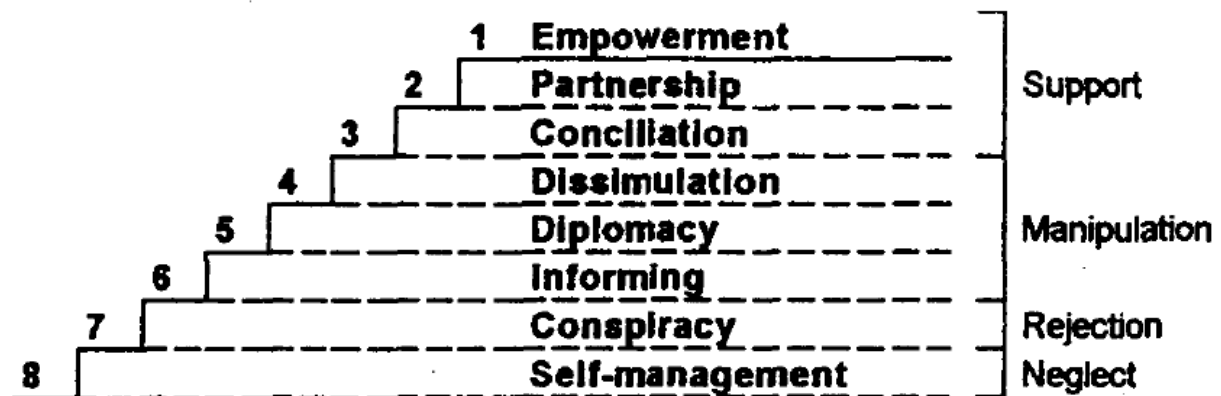 1 Empowerment
2 Partnership Support
3 Conciliation
4 Dissimulation
5 Diplomacy Manipulation
6 Informing
7 Conspiracy Rejection
8 Self-management Neglect